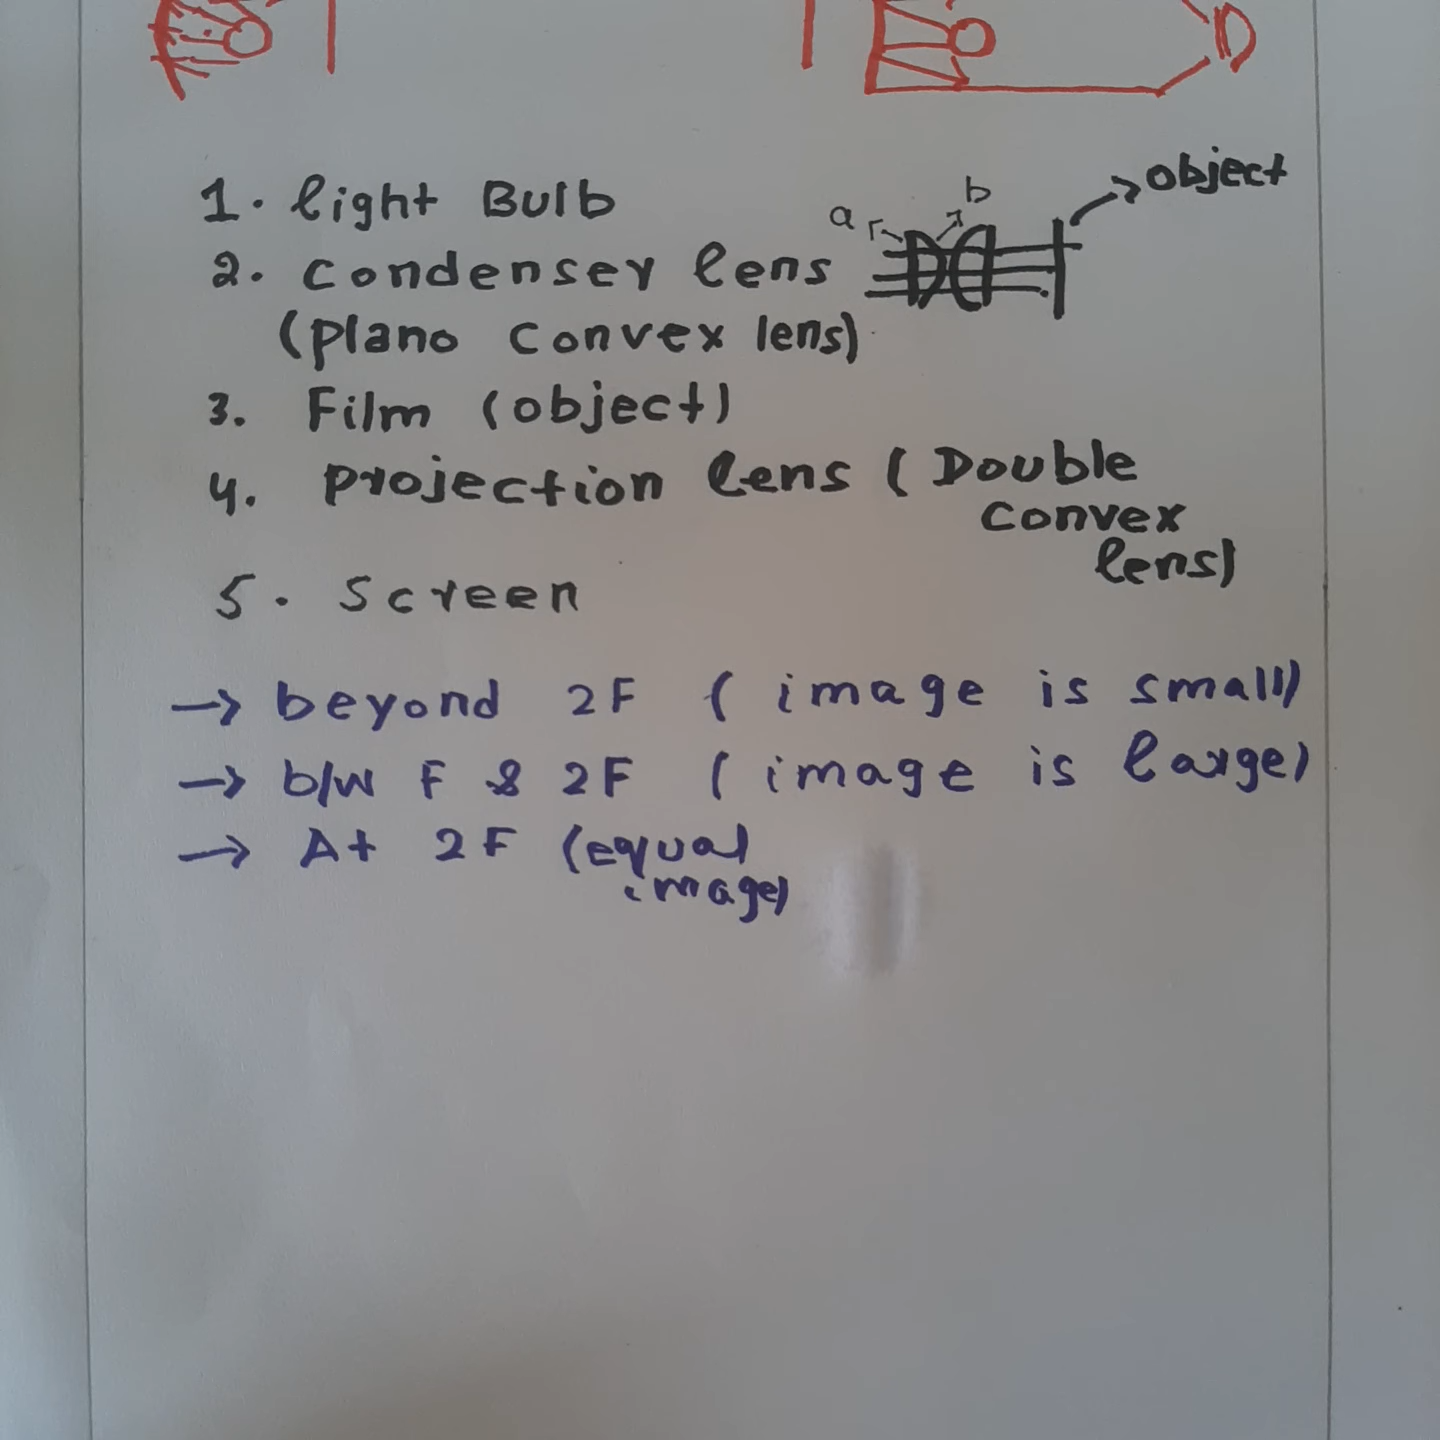 1. light Bulb
a
b
object
2. condenser lens
(plano convex lens)
3. Film (object)
4. projection lens (Double
convex
lens)
5. Screen
→ beyond 2F (image is small)
→ b/w F & 2F (image is large)
→ At 2F (equal
image)